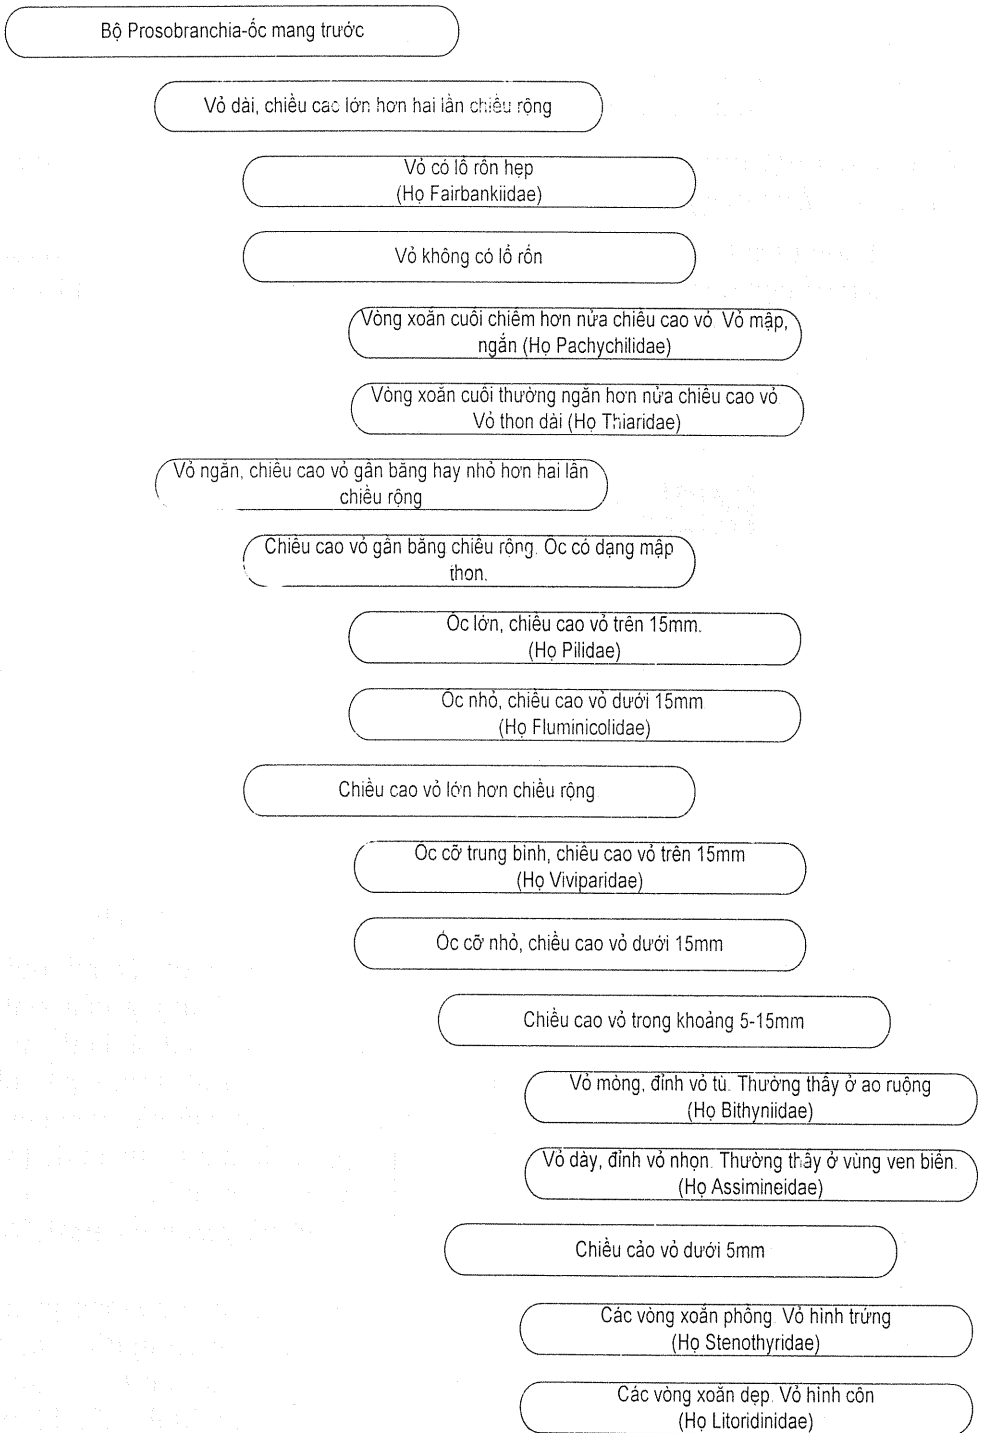 Bộ Prosobranchia-ốc mang trước
Vỏ dài, chiều cao lớn hơn hai lần chiều rộng
Vỏ có lỗ rốn hẹp
(Họ Fairbankiidae)
Vỏ không có lổ rốn
Vòng xoắn cuối chiếm hơn nửa chiều cao vỏ. Vỏ mập,
ngắn (Họ Pachychilidae)
Vòng xoắn cuối thường ngắn hơn nửa chiều cao vỏ
Vỏ thon dài (Họ Thiaridae)
Vỏ ngắn, chiều cao vỏ gần bằng hay nhỏ hơn hai lần
chiều rộng
Chiều cao vỏ gần bằng chiều rộng. Ốc có dạng mập
thon.
Ốc lớn, chiều cao vỏ trên 15mm.
(Họ Pilidae)
Ốc nhỏ, chiều cao vỏ dưới 15mm
(Họ Fluminicolidae)
Chiều cao vỏ lớn hơn chiều rộng
Ốc cỡ trung bình, chiều cao vỏ trên 15mm
(Họ Viviparidae)
Ốc cỡ nhỏ, chiều cao vỏ dưới 15mm
Chiều cao vỏ trong khoảng 5-15mm
Vỏ mỏng, đỉnh vỏ tù. Thường thấy ở ao ruộng
(Họ Bithyniidae)
Vỏ dày, đỉnh vỏ nhọn. Thường thấy ở vùng ven biển.
(Họ Assimineidae)
Chiều cảo vỏ dưới 5mm
Các vòng xoắn phồng. Vỏ hình trứng
(Họ Stenothyridae)
Các vòng xoắn dẹp. Vỏ hình côn
(Họ Litoridinidae)